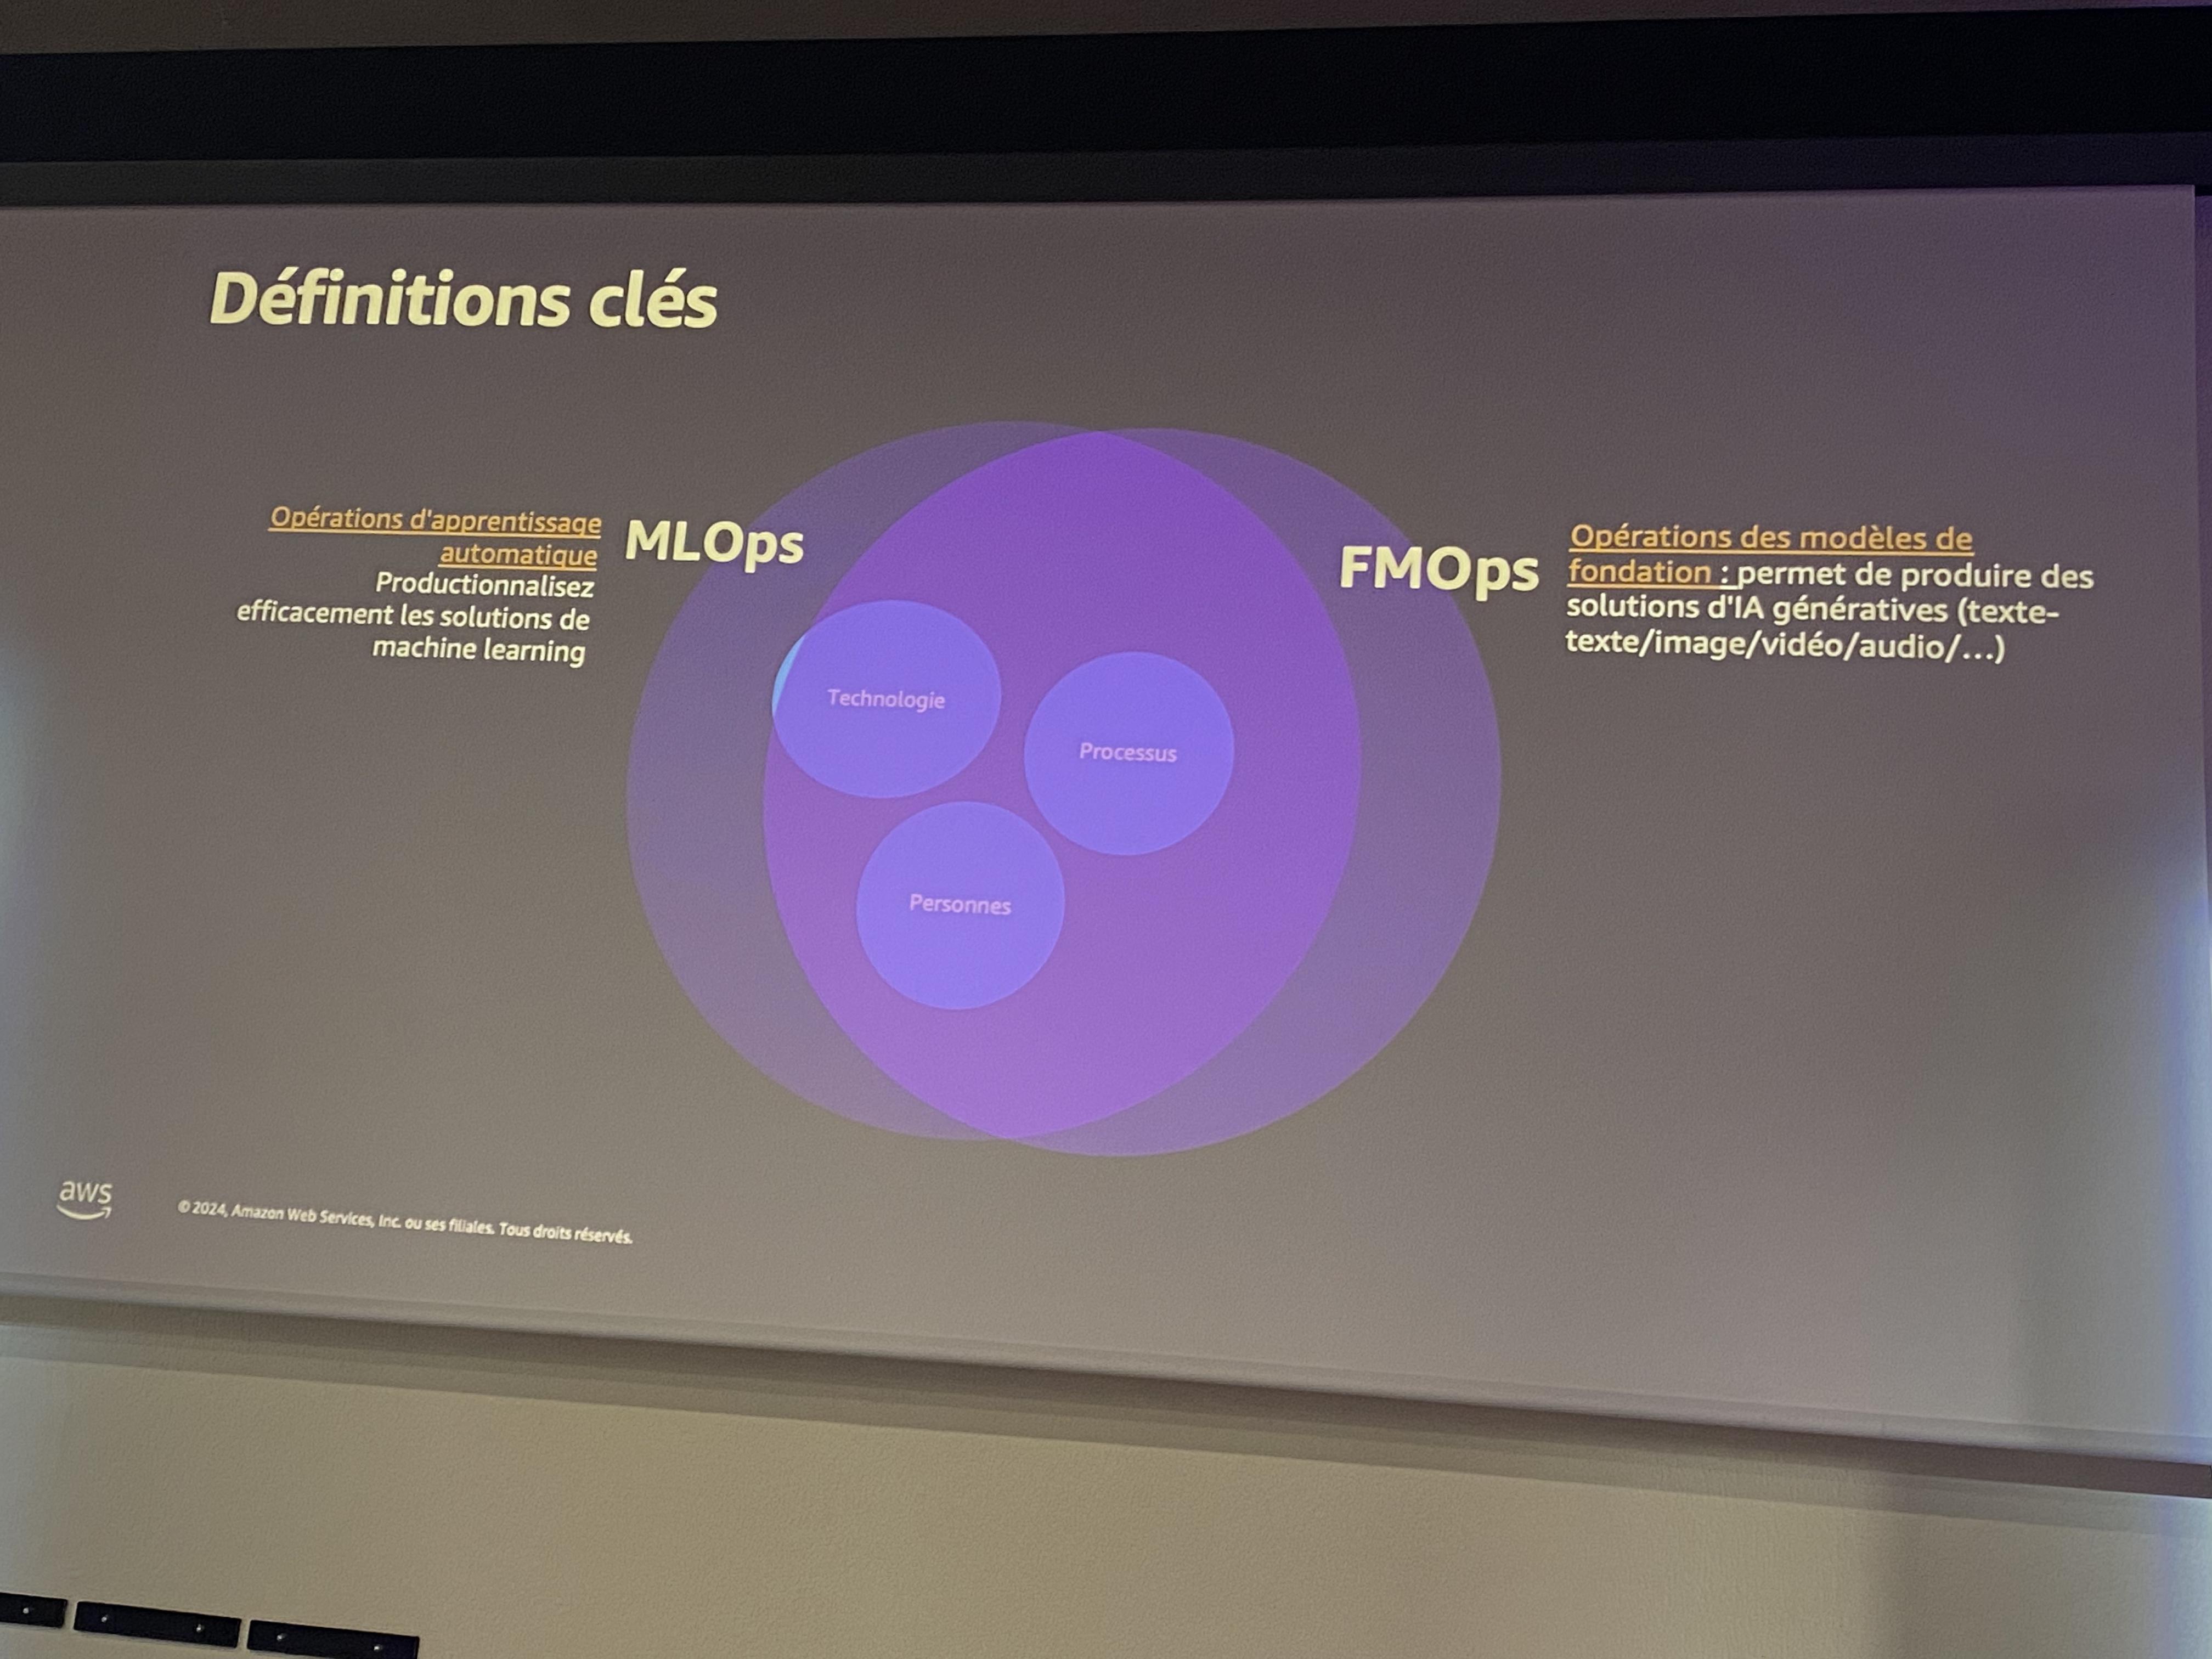 Définitions clés
Opérations d'apprentissage
automatique
Productionnalisez
efficacement les solutions de
machine learning
MLOps
FMOps
Opérations des modèles de
fondation : permet de produire des
solutions d'IA génératives (texte-
texte/image/vidéo/audio/...)
Technologie
Processus
Personnes
aws
© 2024, Amazon Web Services, Inc. ou ses filiales. Tous droits réservés.